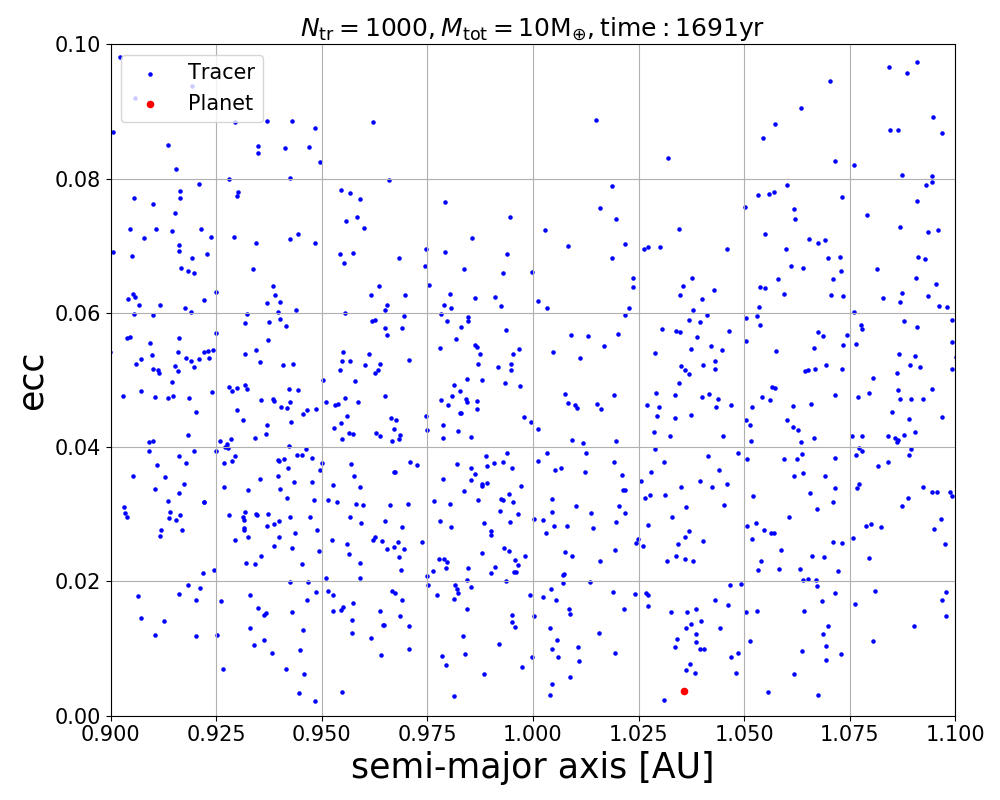 N_tr = 1000, M_tot = 10M_⊕, time : 1691yr
Tracer
Planet
ecc
0.10
0.08
0.06
0.04
0.02
0.00
0.900 0.925 0.950 0.975 1.000 1.025 1.050 1.075 1.100
semi-major axis [AU]